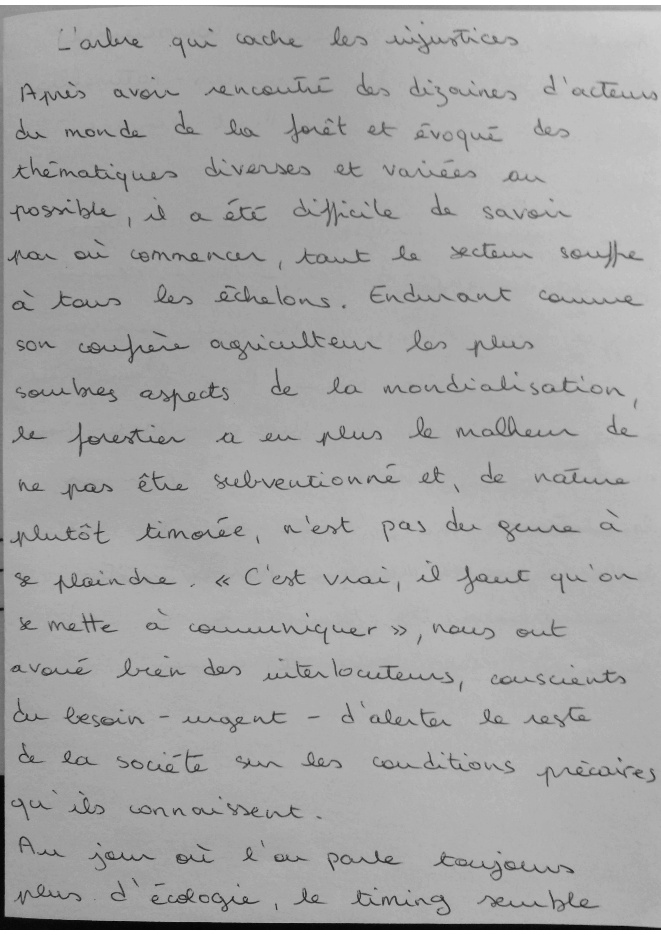 L'arbre qui cache les injustices
Après avoir rencontré des dizaines d'acteurs
du monde de la forêt et évoqué des
thématiques diverses et variées au
possible, il a été difficile de savoir
par où commencer, tant le secteur souffre
à tous les échelons. Endurant comme
son confrère agriculteur les plus
sombres aspects de la mondialisation,
le forestier a en plus le malheur de
ne pas être subventionné et, de nature
plutôt timorée, n'est pas du genre à
se plaindre. « C'est vrai, il faut qu'on
se mette à communiquer », nous ont
avoué bien des interlocuteurs, conscients
du besoin - urgent - d'alerter le reste
de la société sur les conditions précaires
qu'ils connaissent.
Au jour où l'on parle toujours
plus d'écologie, le timing semble